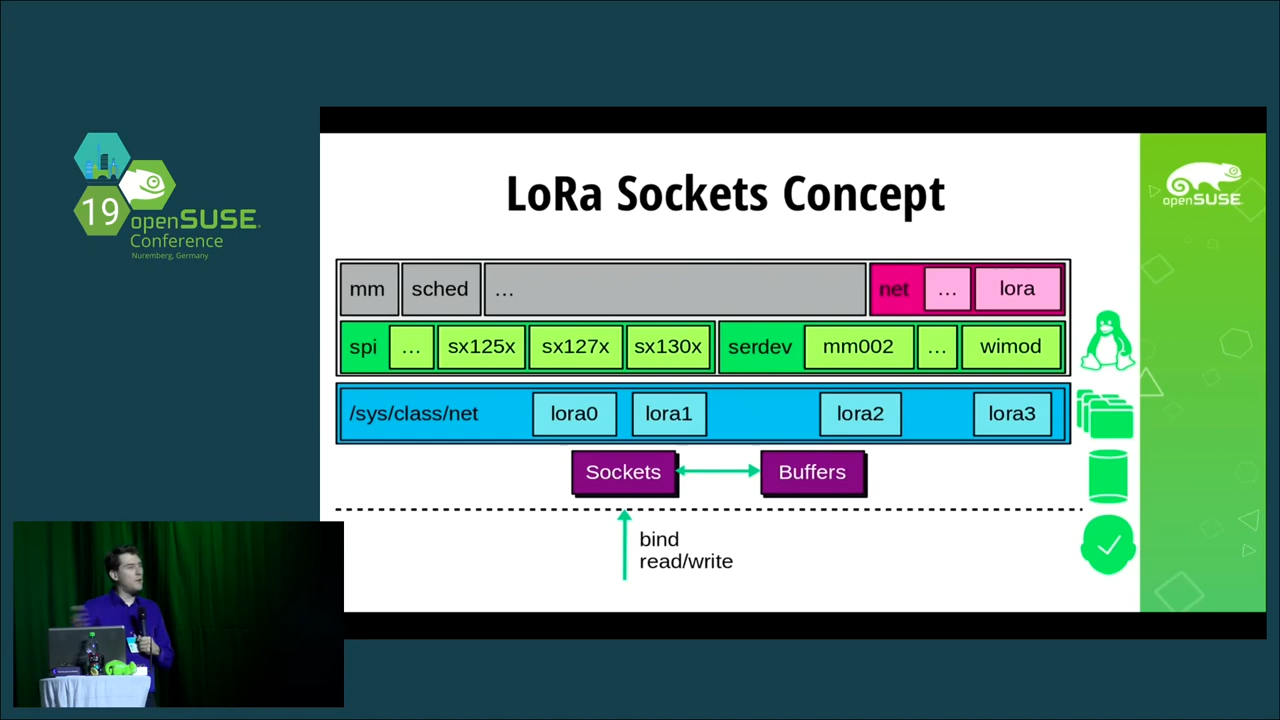 19
openSUSE
Conference
Nuremberg, Germany
LoRa Sockets Concept
openSUSE
mm sched … net … lora
spi … sx125x sx127x sx130x serdev mm002 … wimod
/sys/class/net lora0 lora1 lora2 lora3
Sockets Buffers
bind
read/write